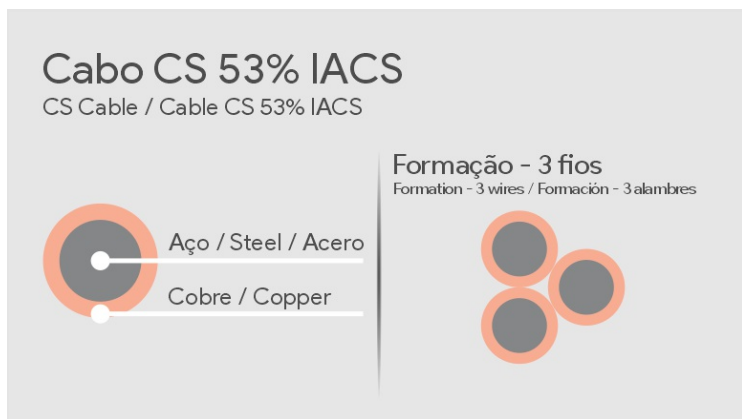 Cabo CS 53% IACS
CS Cable / Cable CS 53% IACS
Aço / Steel / Acero
Cobre / Copper
Formação - 3 fios
Formation - 3 wires / Formación - 3 alambres